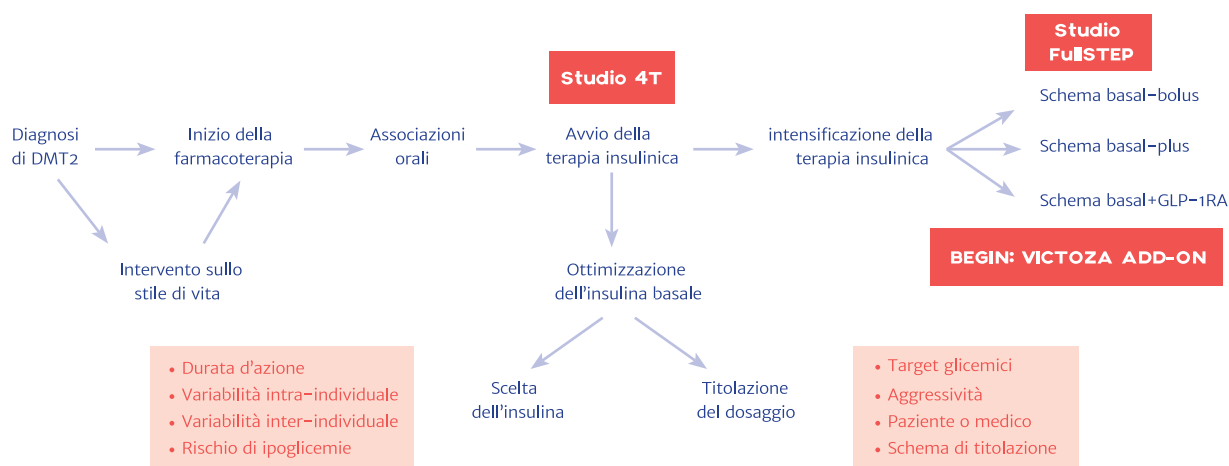 Studio
FullSTEP
Studio 4T
Schema basal-bolus
Diagnosi
di DMT2
Inizio della
farmacoterapia
Associazioni
orali
Avvio della
terapia insulinica
intensificazione della
terapia insulinica
Schema basal-plus
Schema basal+GLP-1RA
BEGIN: VICTOZA ADD-ON
Intervento sullo
stile di vita
Ottimizzazione
dell'insulina basale
• Durata d'azione
• Variabilità intra-individuale
• Variabilità inter-individuale
• Rischio di ipoglicemie
Scelta
dell'insulina
Titolazione
del dosaggio
• Target glicemici
• Aggressività
• Paziente o medico
• Schema di titolazione